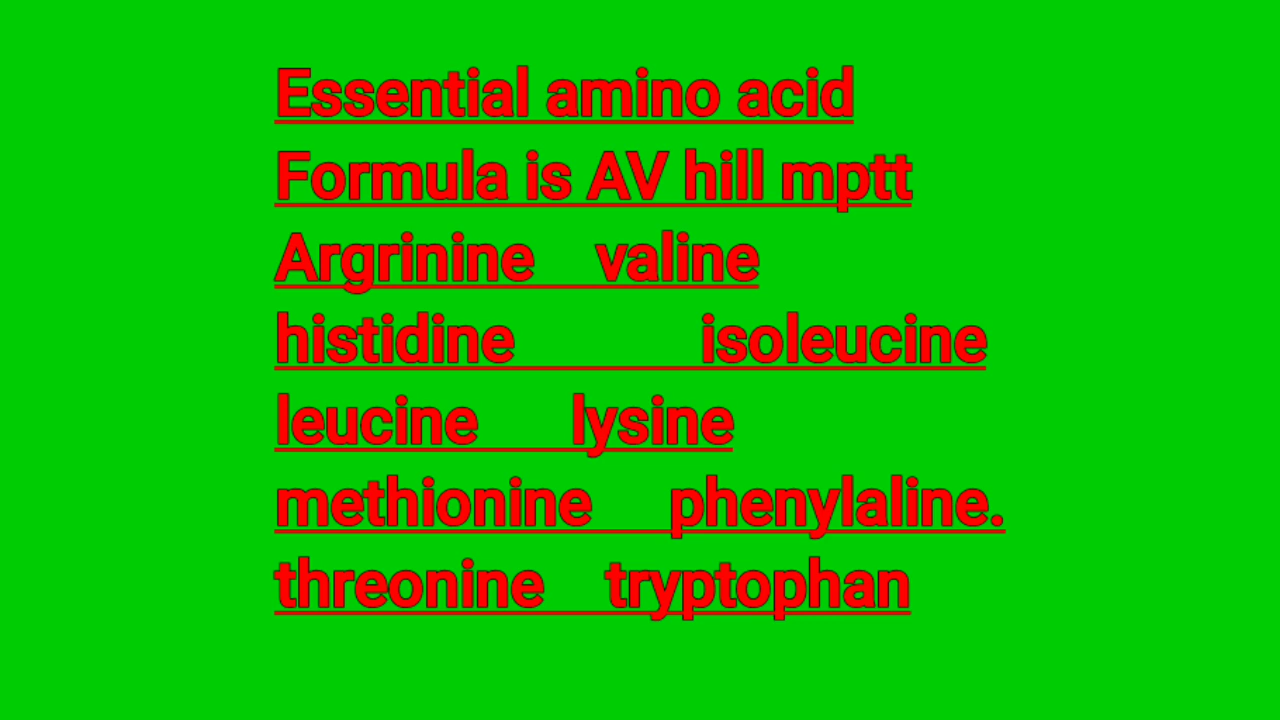 Essential amino acid
Formula is AV hill mptt
Argrinine valine
histidine isoleucine
leucine lysine
methionine phenylaline.
threonine tryptophan